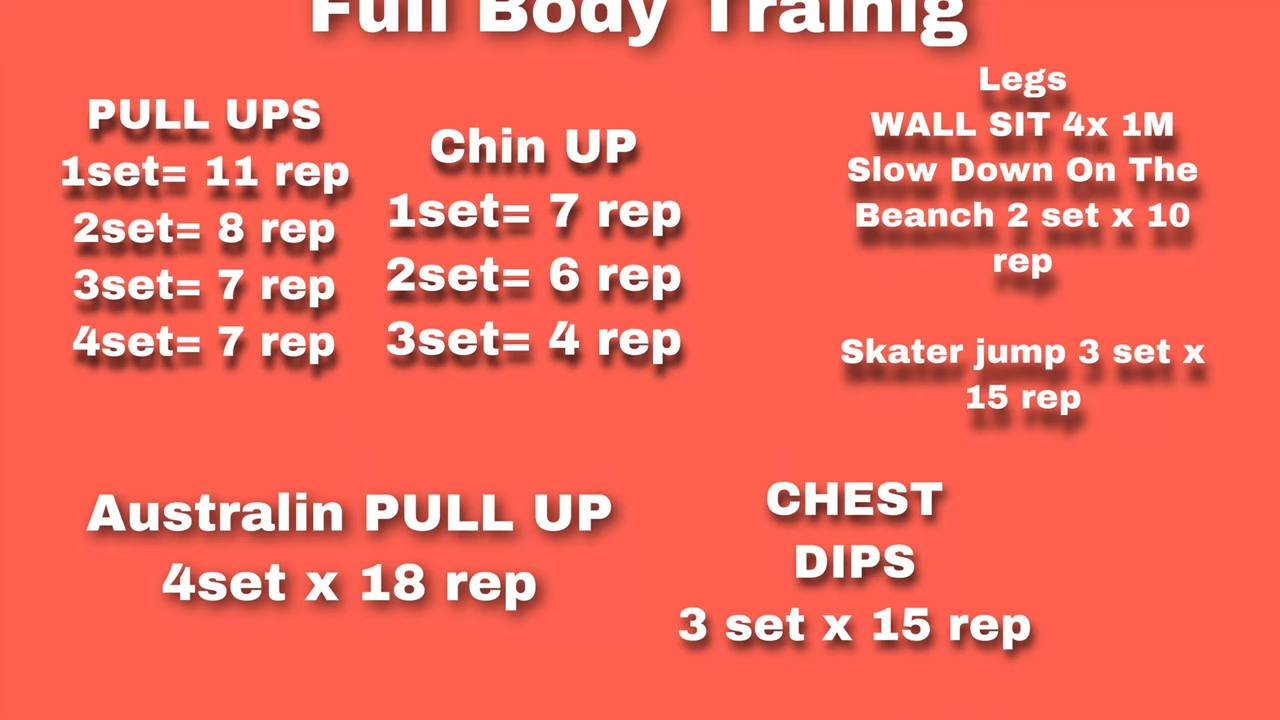 Full Body Trainig
PULL UPS
1set= 11 rep
2set= 8 rep
3set= 7 rep
4set= 7 rep
Chin UP
1set= 7 rep
2set= 6 rep
3set= 4 rep
Legs
WALL SIT 4x 1M
Slow Down On The
Beanch 2 set x 10
rep
Skater jump 3 set x
15 rep
Australin PULL UP
4set x 18 rep
CHEST
DIPS
3 set x 15 rep